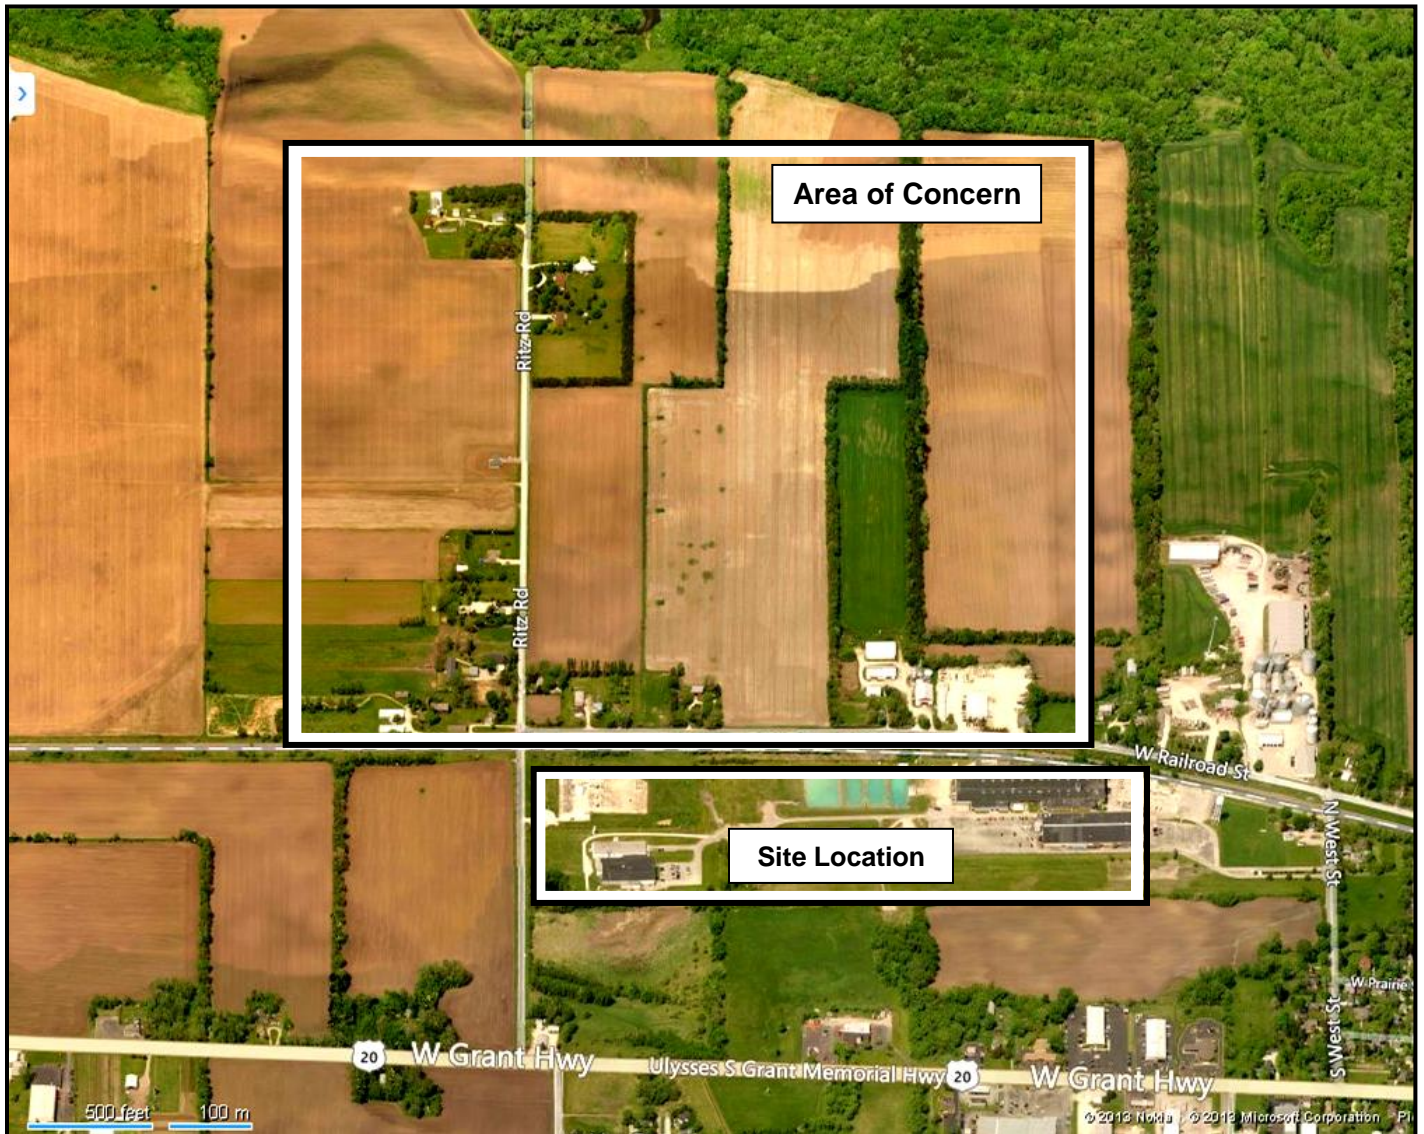 Area of Concern
Ritz Rd
Ritz Rd
W Railroad St
Site Location
N West St
W Prairie
S West St
20
W Grant Hwy
Ulysses S Grant Memorial Hwy
20
W Grant Hwy
500 feet
100 m
© 2013 Nokia
© 2013 Microsoft Corporation